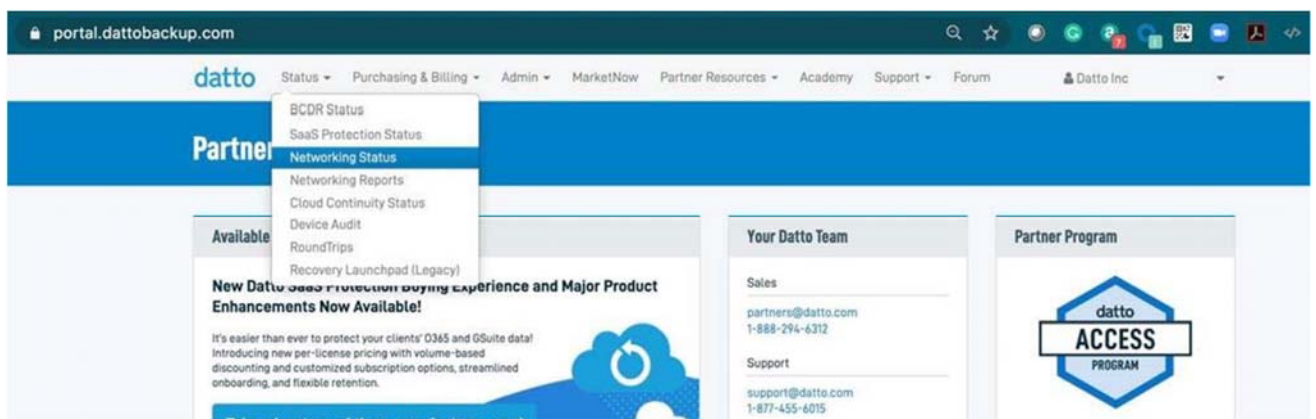 portal.dattobackup.com
datto Status Purchasing & Billing Admin MarketNow Partner Resources Academy Support Forum Datto Inc
BCDR Status
SaaS Protection Status
Partne
Networking Status
Networking Reports
Cloud Continuity Status
Device Audit
RoundTrips
Recovery Launchpad (Legacy)
Available
New Datto SaaS Protection Buying Experience and Major Product
Enhancements Now Available!
It's easier than ever to protect your clients' O365 and GSuite data!
Introducing new per-license pricing with volume-based
discounting and customized subscription options, streamlined
onboarding, and flexible retention.
Your Datto Team
Sales
partners@datto.com
1-888-294-6312
Support
support@datto.com
1-877-455-6015
Partner Program
datto
ACCESS
PROGRAM